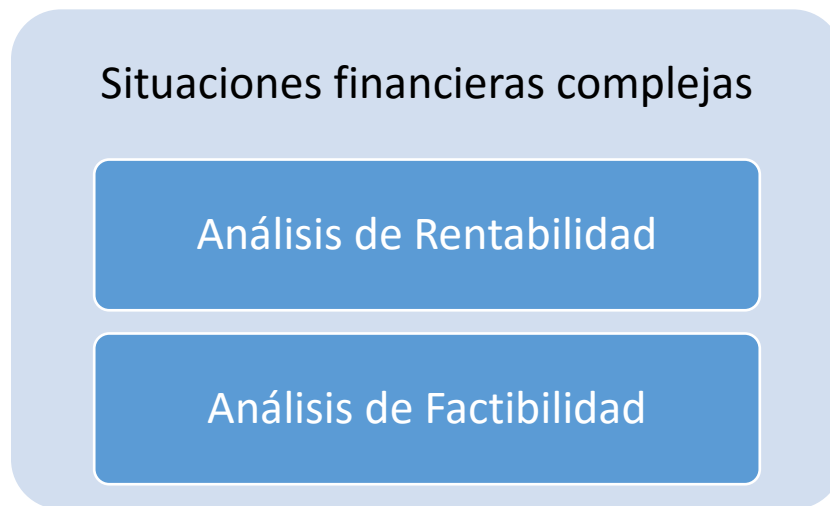 Situaciones financieras complejas
Análisis de Rentabilidad
Análisis de Factibilidad